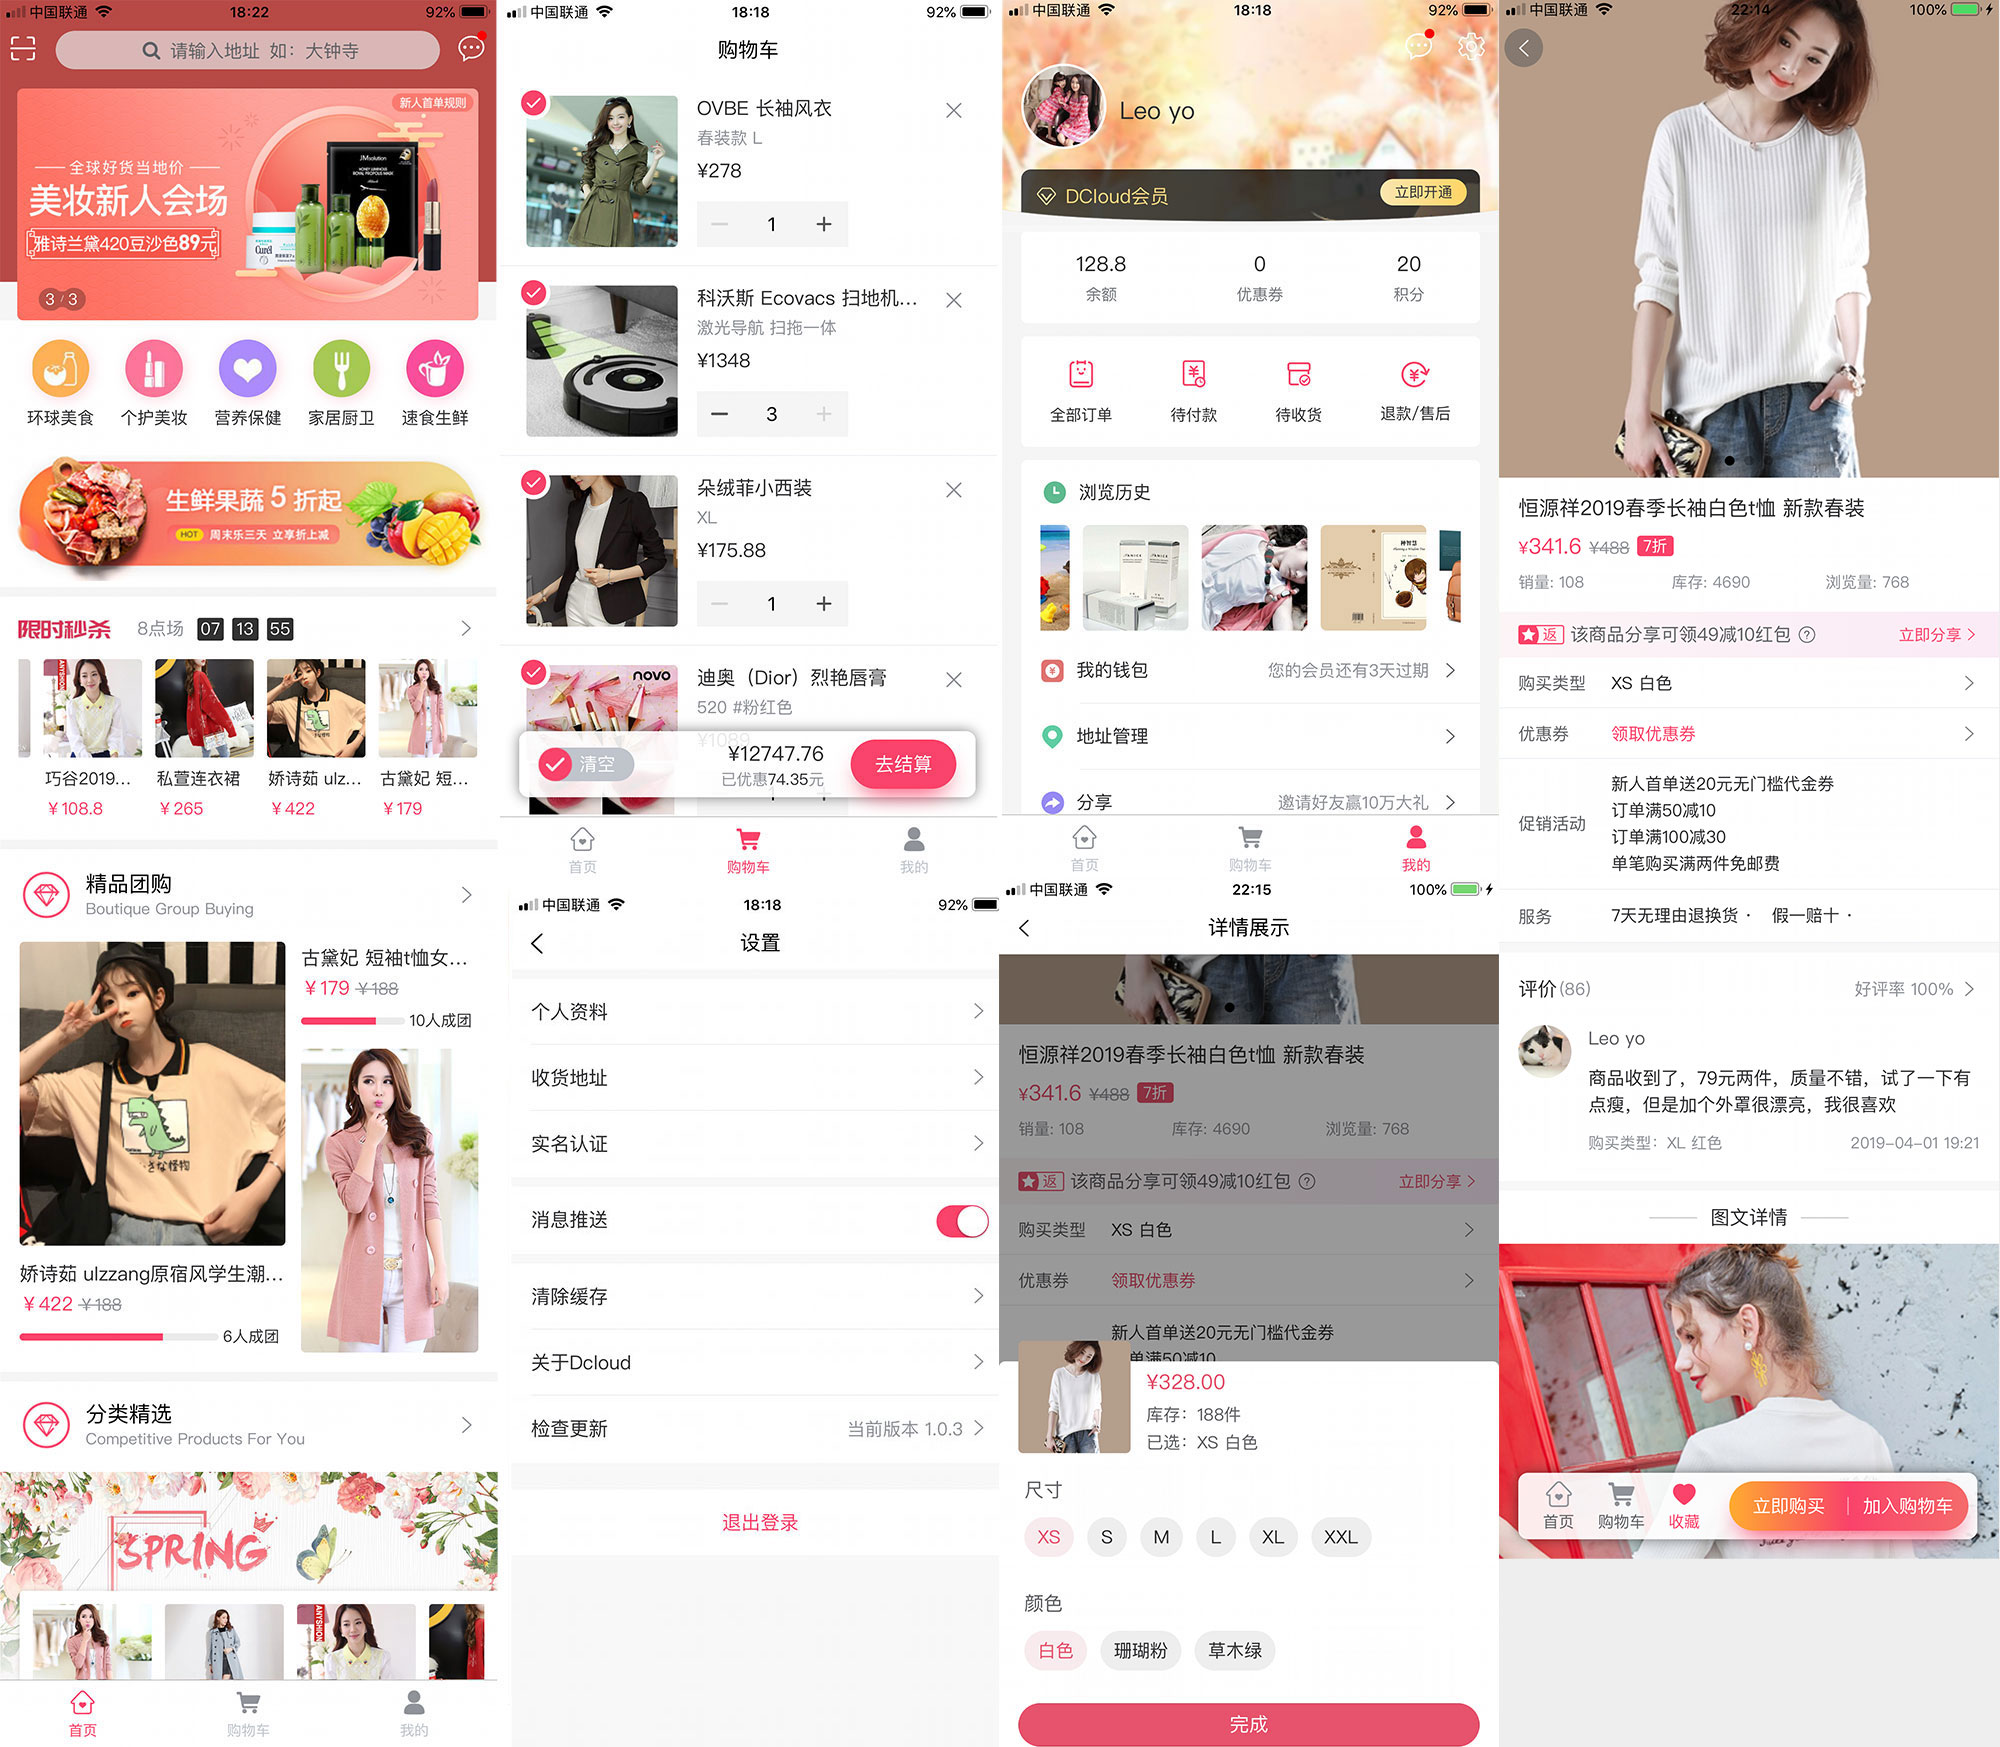 中国联通
18:22
92%
请输入地址 如：大钟寺
新人首单规则
全球好货当地价
美妆新人会场
雅诗兰黛420豆沙色89元
JMsolution
HONEY LUMINOUS
ROYAL PROPOLIS MASK
Curél
3 / 3
环球美食
个护美妆
营养保健
家居厨卫
速食生鲜
生鲜果蔬 5 折起
HOT 周末乐三天 立享折上减
限时秒杀 8点场 07 13 55
ANYSHION
巧谷2019...
私萱连衣裙
娇诗茹 ulz...
古黛妃 短...
￥108.8
￥265
￥422
￥179
精品团购
Boutique Group Buying
古黛妃 短袖t恤女...
￥179 ￥188
10人成团
娇诗茹 ulzzang原宿风学生潮...
￥422 ￥188
6人成团
分类精选
Competitive Products For You
SPRING
ANYSHION
首页
购物车
我的
中国联通
18:18
92%
购物车
OVBE 长袖风衣
春装款 L
¥278
1
科沃斯 Ecovacs 扫地机...
激光导航 扫拖一体
¥1348
3
朵绒菲小西装
XL
¥175.88
1
novo
迪奥（Dior）烈艳唇膏
520 #粉红色
¥1089
清空
¥12747.76
已优惠74.35元
去结算
1
首页
购物车
我的
中国联通
18:18
92%
设置
个人资料
收货地址
实名认证
消息推送
清除缓存
关于Dcloud
检查更新
当前版本 1.0.3
退出登录
中国联通
18:18
92%
Leo yo
DCloud会员
立即开通
128.8
0
20
余额
优惠券
积分
全部订单
待付款
待收货
退款/售后
浏览历史
种智慧
我的钱包
您的会员还有3天过期
地址管理
分享
邀请好友赢10万大礼
首页
购物车
我的
中国联通
22:15
100%
详情展示
恒源祥2019春季长袖白色t恤 新款春装
¥341.6 ¥488 7折
销量: 108
库存: 4690
浏览量: 768
返 该商品分享可领49减10红包
立即分享
购买类型
XS 白色
优惠券
领取优惠券
新人首单送20元无门槛代金券
单满50减10
¥328.00
库存：188件
已选：XS 白色
尺寸
XS
S
M
L
XL
XXL
颜色
白色
珊瑚粉
草木绿
完成
中国联通
22:14
100%
恒源祥2019春季长袖白色t恤 新款春装
¥341.6 ¥488 7折
销量: 108
库存: 4690
浏览量: 768
返 该商品分享可领49减10红包
立即分享
购买类型
XS 白色
优惠券
领取优惠券
促销活动
新人首单送20元无门槛代金券
订单满50减10
订单满100减30
单笔购买满两件免邮费
服务
7天无理由退换货 ·
假一赔十 ·
评价(86)
好评率 100%
Leo yo
商品收到了，79元两件，质量不错，试了一下有
点瘦，但是加个外罩很漂亮，我很喜欢
购买类型：XL 红色
2019-04-01 19:21
图文详情
首页
购物车
收藏
立即购买
加入购物车